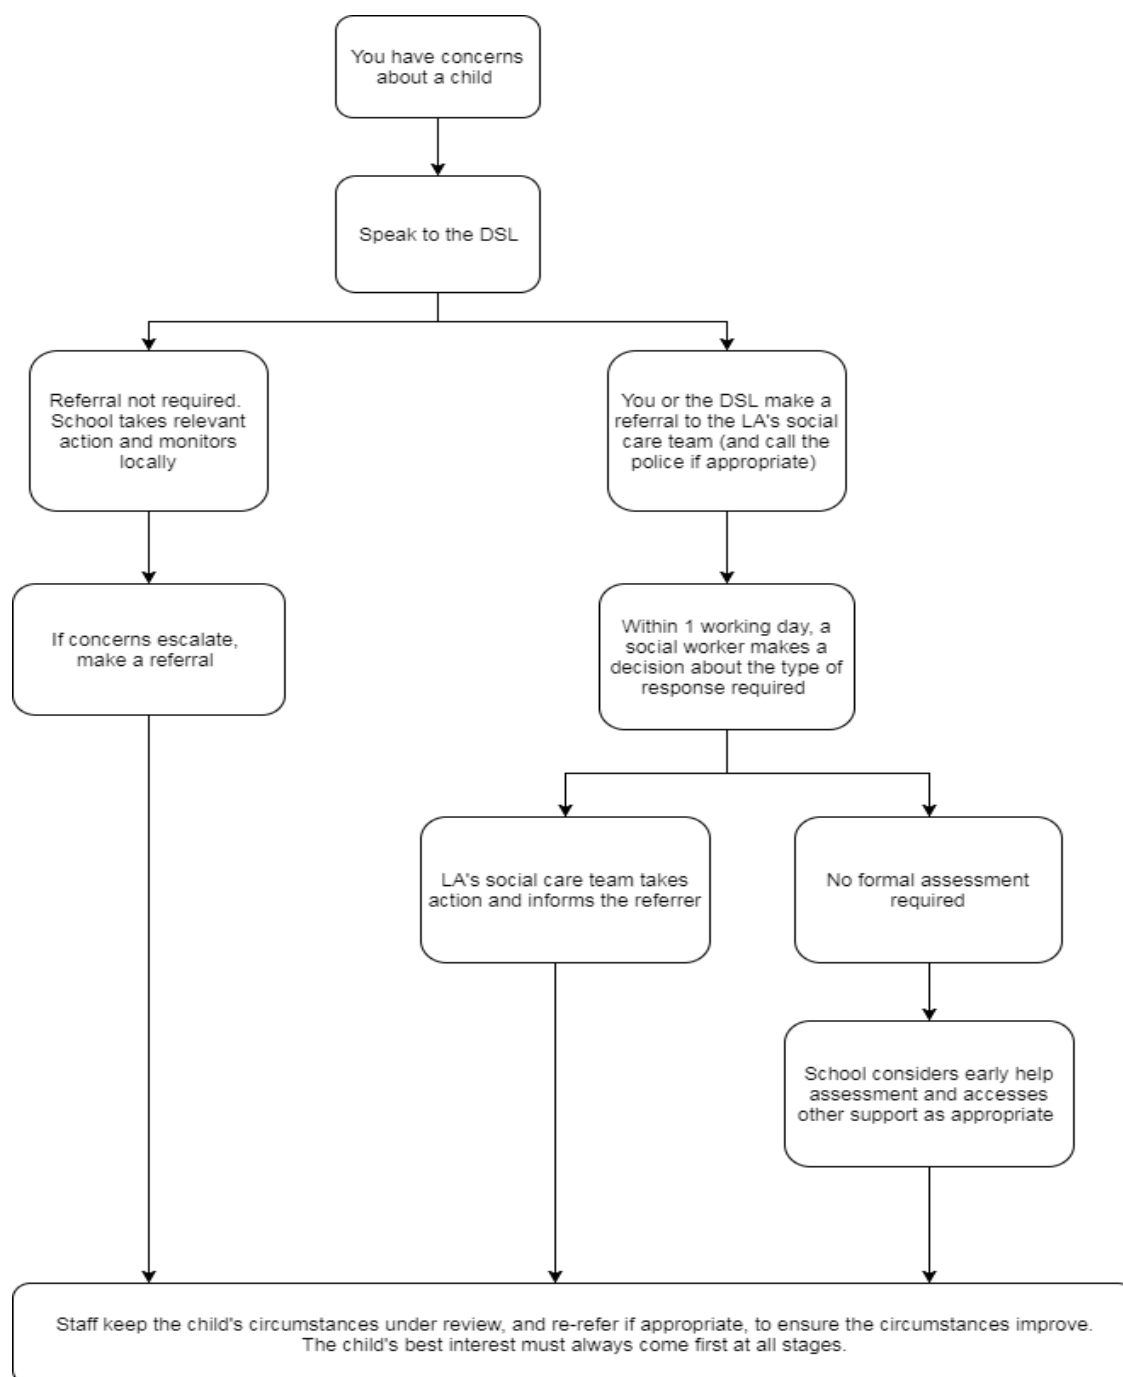 You have concerns
about a child
Speak to the DSL
Referral not required.
School takes relevant
action and monitors
locally
You or the DSL make a
referral to the LA's social
care team (and call the
police if appropriate)
If concerns escalate,
make a referral
Within 1 working day, a
social worker makes a
decision about the type of
response required
LA's social care team takes
action and informs the referrer
No formal assessment
required
School considers early help
assessment and accesses
other support as appropriate
Staff keep the child's circumstances under review, and re-refer if appropriate, to ensure the circumstances improve.
The child's best interest must always come first at all stages.